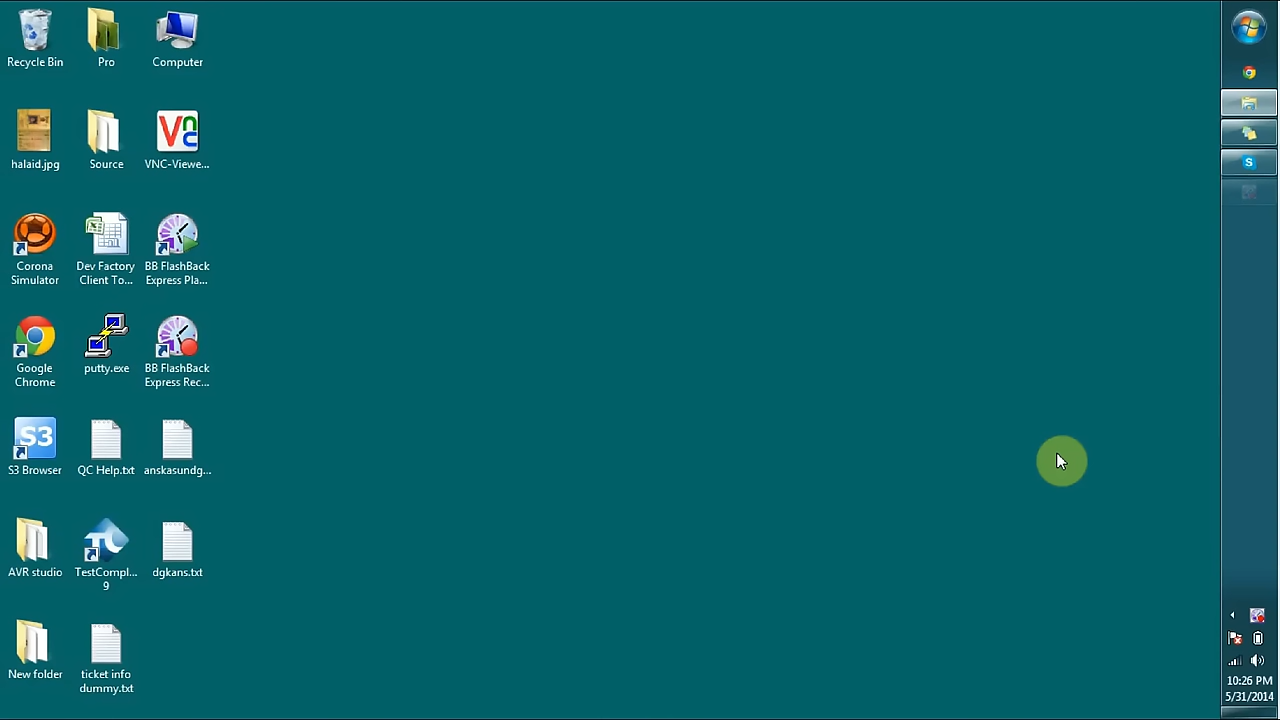 Recycle Bin
Pro
Computer
halaid.jpg
Source
VNC-Viewe...
Corona
Simulator
Dev Factory
Client To...
BB FlashBack
Express Pla...
Google
Chrome
putty.exe
BB FlashBack
Express Rec...
S3
S3 Browser
QC Help.txt
anskasundg...
AVR studio
TestCompl...
9
dgkans.txt
New folder
ticket info
dummy.txt
10:26 PM
5/31/2014